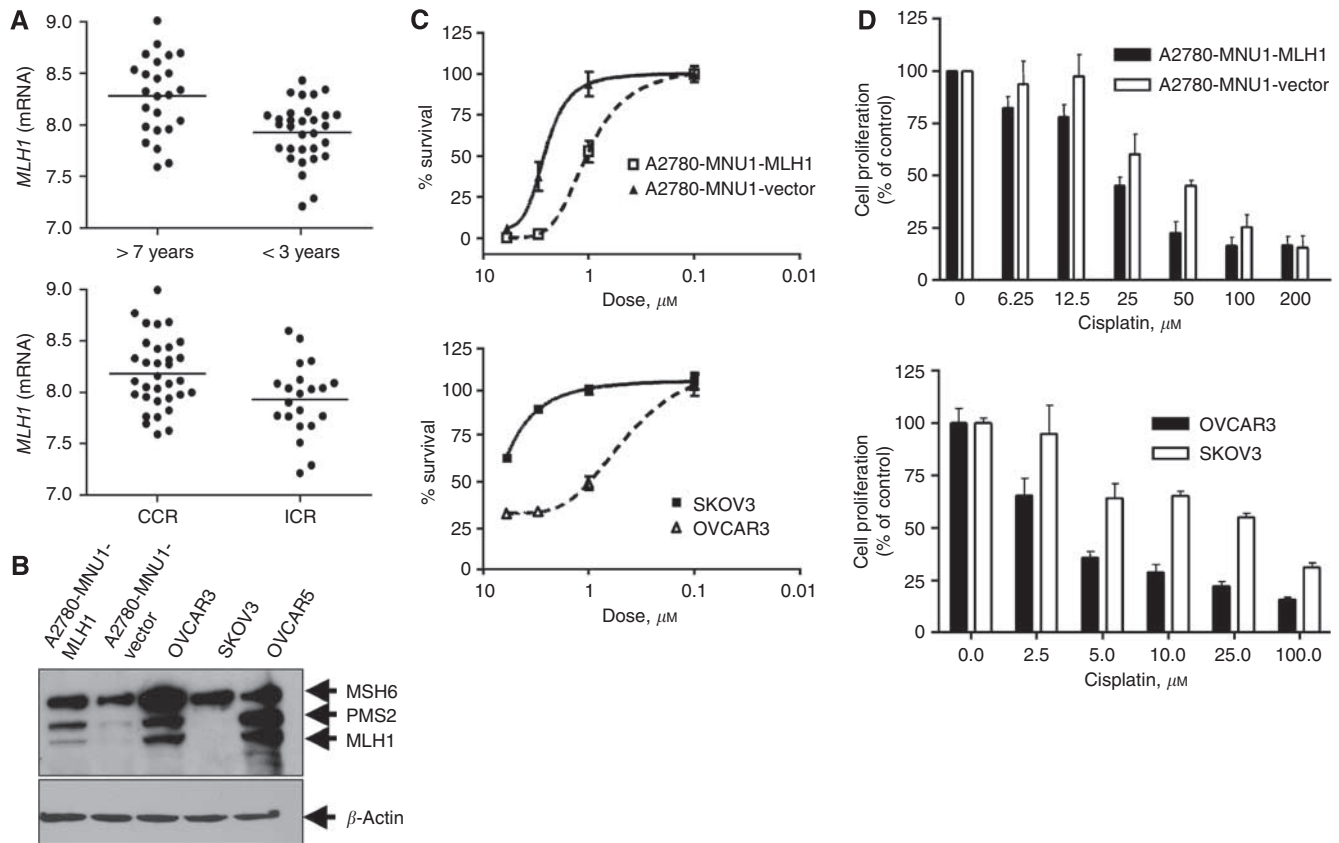 A
9.0
8.5
8.0
7.5
7.0
MLH1 (mRNA)
> 7 years
< 3 years
9.0
8.5
8.0
7.5
7.0
MLH1 (mRNA)
CCR
ICR
B
A2780-MNU1-
MLH1
A2780-MNU1-
vector
OVCAR3
SKOV3
OVCAR5
MSH6
PMS2
MLH1
β-Actin
C
125
100
75
50
25
0
% survival
A2780-MNU1-MLH1
A2780-MNU1-vector
10
1
0.1
0.01
Dose, μM
125
100
75
50
25
0
% survival
SKOV3
OVCAR3
10
1
0.1
0.01
Dose, μM
D
125
100
75
50
25
0
Cell proliferation
(% of control)
A2780-MNU1-MLH1
A2780-MNU1-vector
0
6.25
12.5
25
50
100
200
Cisplatin, μM
125
100
75
50
25
0
Cell proliferation
(% of control)
OVCAR3
SKOV3
0.0
2.5
5.0
10.0
25.0
100.0
Cisplatin, μM